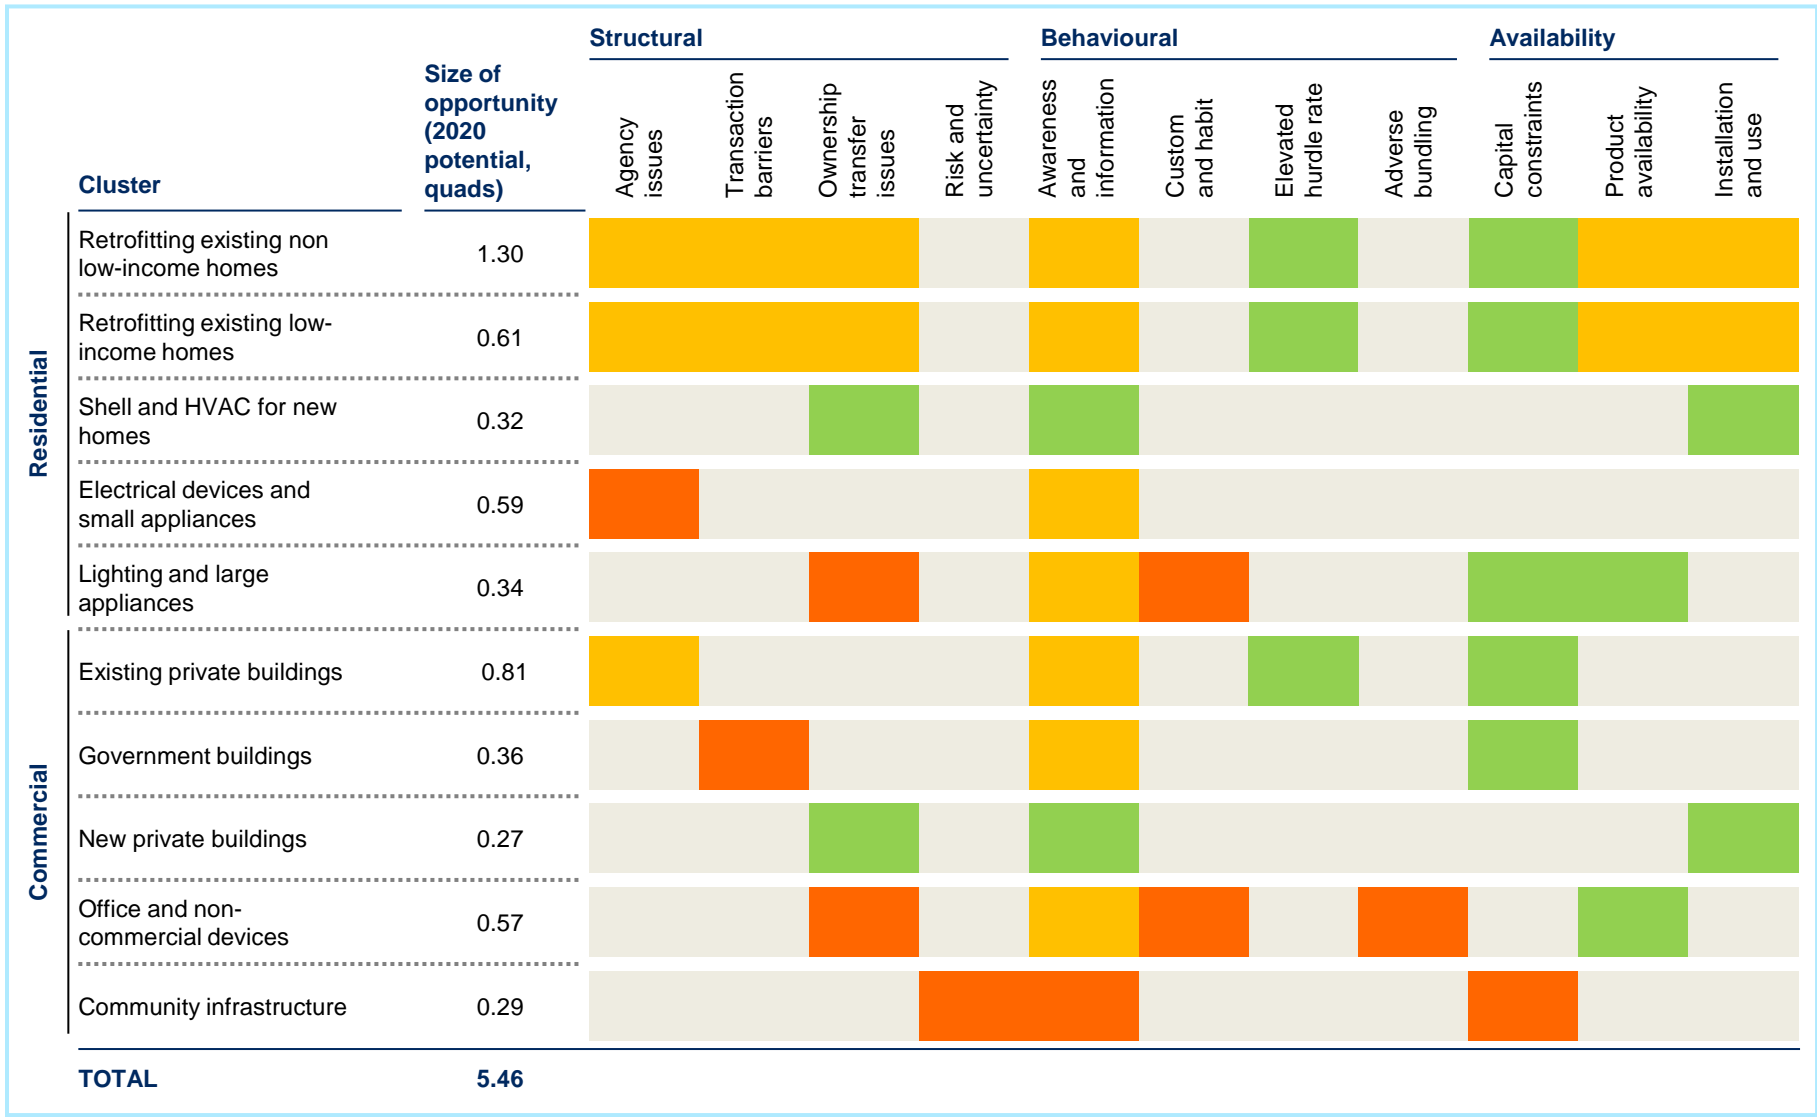 Structural
Behavioural
Availability
Cluster
Size of
opportunity
(2020
potential,
quads)
Agency
issues
Transaction
barriers
Ownership
transfer
issues
Risk and
uncertainty
Awareness
and
information
Custom
and habit
Elevated
hurdle rate
Adverse
bundling
Capital
constraints
Product
availability
Installation
and use
Residential
Retrofitting existing non
low-income homes
1.30
Retrofitting existing low-
income homes
0.61
Shell and HVAC for new
homes
0.32
Electrical devices and
small appliances
0.59
Lighting and large
appliances
0.34
Commercial
Existing private buildings
0.81
Government buildings
0.36
New private buildings
0.27
Office and non-
commercial devices
0.57
Community infrastructure
0.29
TOTAL
5.46